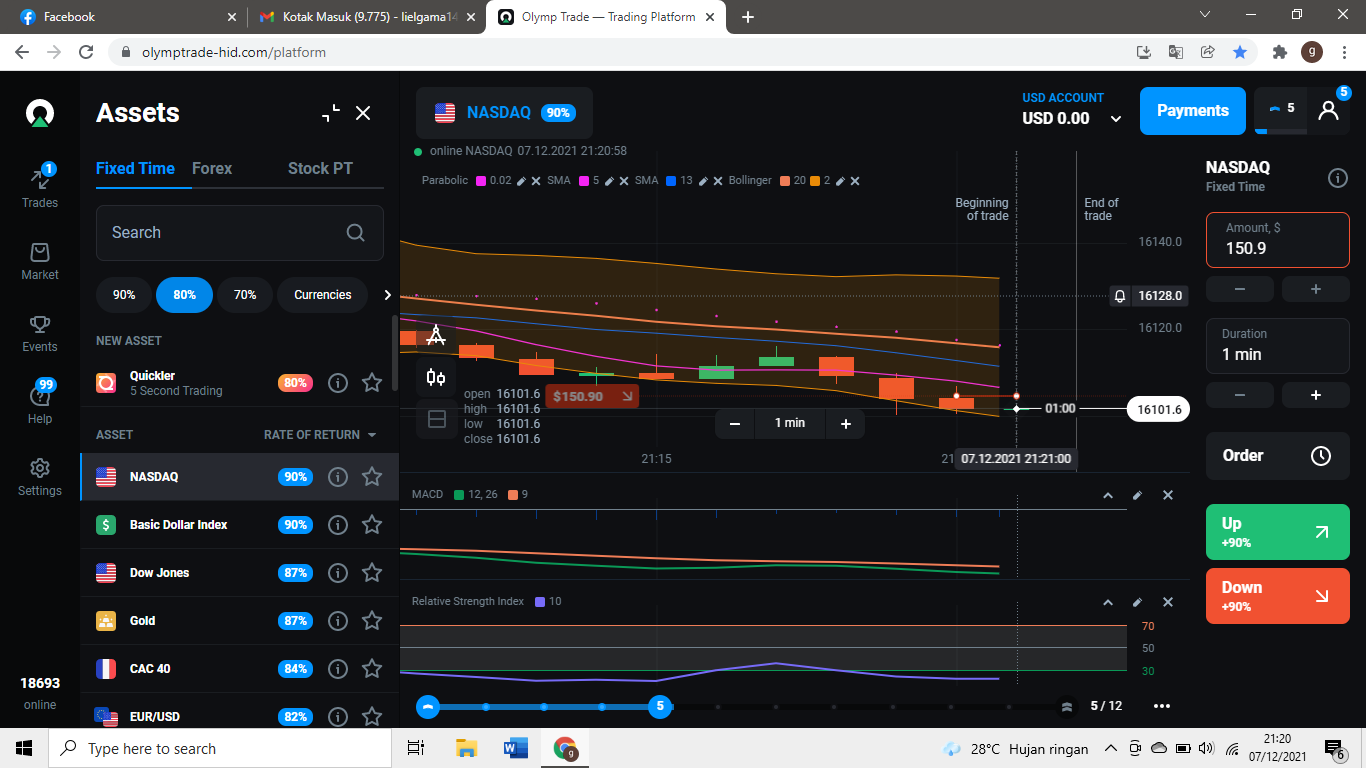 Facebook
Kotak Masuk (9.775) - lielgama14
Olymp Trade — Trading Platform
olymptrade-hid.com/platform
g
Trades
1
Market
Events
Help
99
Settings
18693
online
Assets
Fixed Time
Forex
Stock PT
Search
90%
80%
70%
Currencies
NEW ASSET
Quickler
5 Second Trading
80%
ASSET
RATE OF RETURN
NASDAQ
90%
Basic Dollar Index
90%
Dow Jones
87%
Gold
87%
CAC 40
84%
EUR/USD
82%
NASDAQ
90%
USD ACCOUNT
USD 0.00
Payments
5
5
online NASDAQ 07.12.2021 21:20:58
Parabolic 0.02 SMA 5 SMA 13 Bollinger 20 2
Beginning
of trade
End of
trade
16140.0
16128.0
16120.0
open 16101.6
high 16101.6
low 16101.6
close 16101.6
$150.90
01:00
16101.6
1 min
21:15
21
07.12.2021 21:21:00
MACD 12, 26 9
Relative Strength Index 10
70
50
30
5
5 / 12
NASDAQ
Fixed Time
Amount, $
150.9
Duration
1 min
Order
Up
+90%
Down
+90%
Type here to search
g
28°C Hujan ringan
21:20
07/12/2021
6